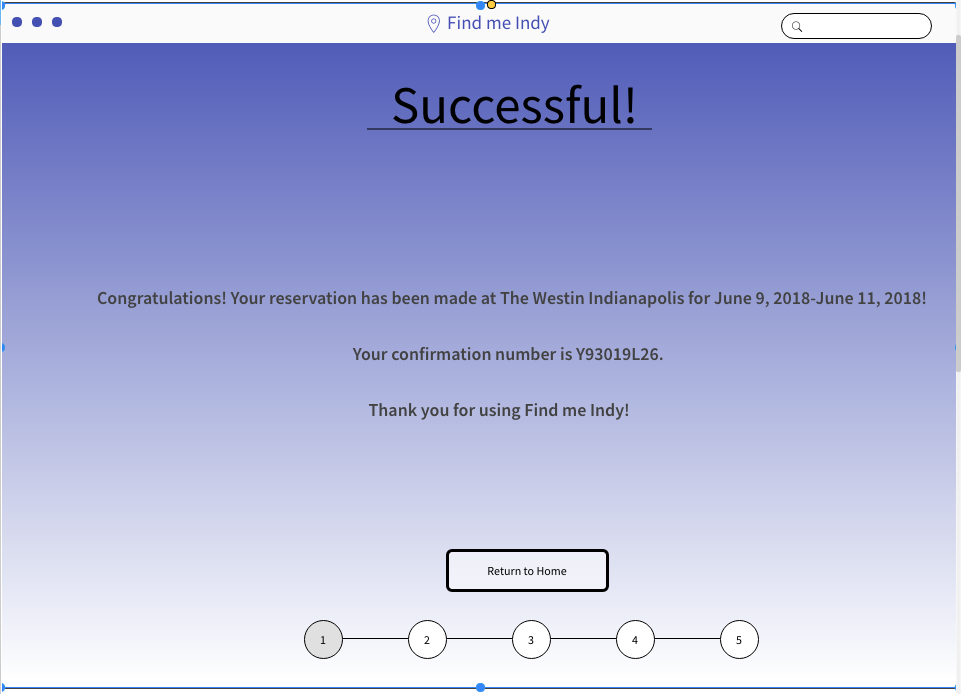 Find me Indy
Successful!
Congratulations! Your reservation has been made at The Westin Indianapolis for June 9, 2018-June 11, 2018!
Your confirmation number is Y93019L26.
Thank you for using Find me Indy!
Return to Home
1 2 3 4 5